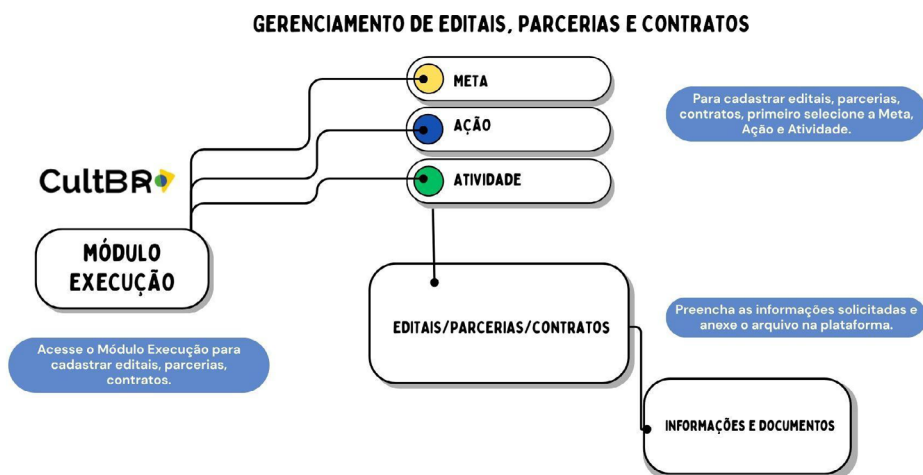 GERENCIAMENTO DE EDITAIS, PARCERIAS E CONTRATOS
META
AÇÃO
ATIVIDADE
Para cadastrar editais, parcerias,
contratos, primeiro selecione a Meta,
Ação e Atividade.
CultBR
MÓDULO
EXECUÇÃO
Acesse o Módulo Execução para
cadastrar editais, parcerias,
contratos.
EDITAIS/PARCERIAS/CONTRATOS
Preencha as informações solicitadas e
anexe o arquivo na plataforma.
INFORMAÇÕES E DOCUMENTOS